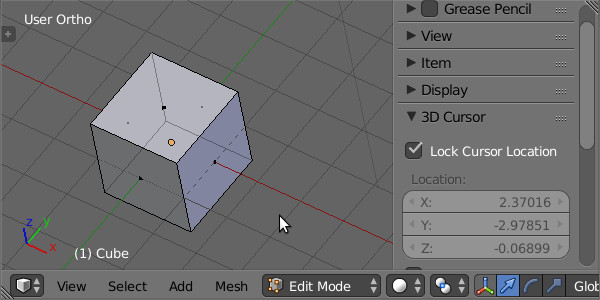 User Ortho
Grease Pencil
View
Item
Display
3D Cursor
Lock Cursor Location
Location:
X: 2.37016
Y: -2.97851
Z: -0.06899
z
y
x
(1) Cube
View Select Add Mesh Edit Mode Glob